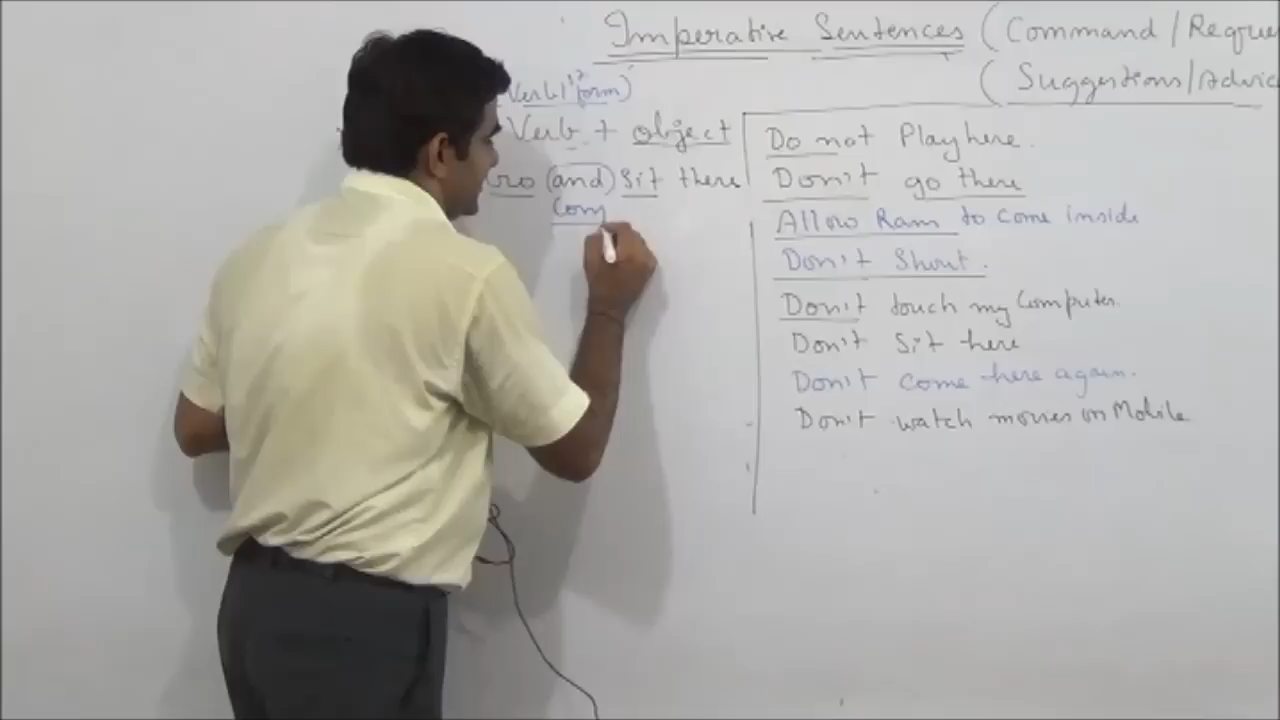 Imperative Sentences (Command/Reque
(Suggestions/Advic
Verb 1st form)
Verb + object
(and) Sit there
Com
Do not Play here.
Don't go there
Allow Ram to come inside
Don't Shout.
Don't touch my Computer.
Don't Sit here
Don't come here again.
Don't watch movies on Mobile